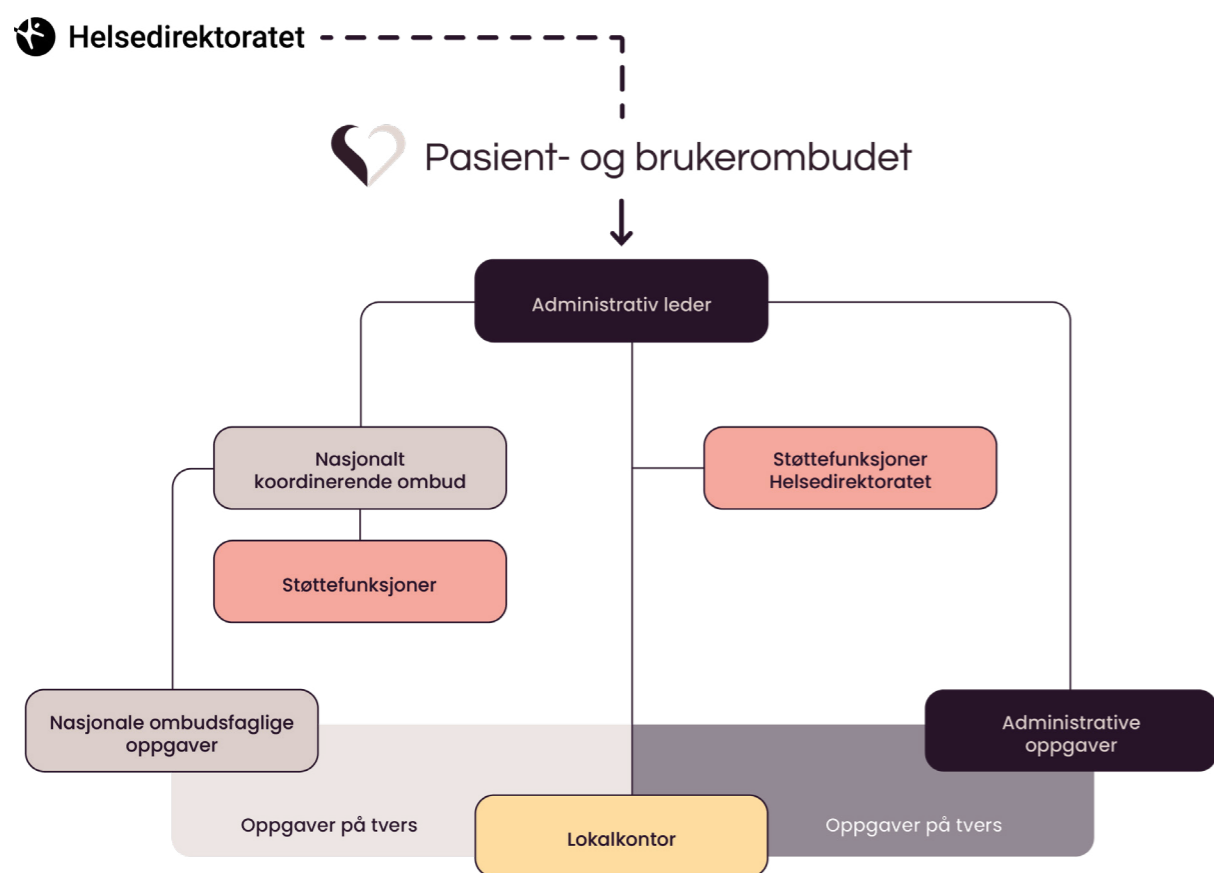 Helsedirektoratet
Pasient- og brukerombudet
Administrativ leder
Nasjonalt
koordinerende ombud
Støttefunksjoner
Helsedirektoratet
Støttefunksjoner
Nasjonale ombudsfaglige
oppgaver
Administrative
oppgaver
Oppgaver på tvers
Lokalkontor
Oppgaver på tvers